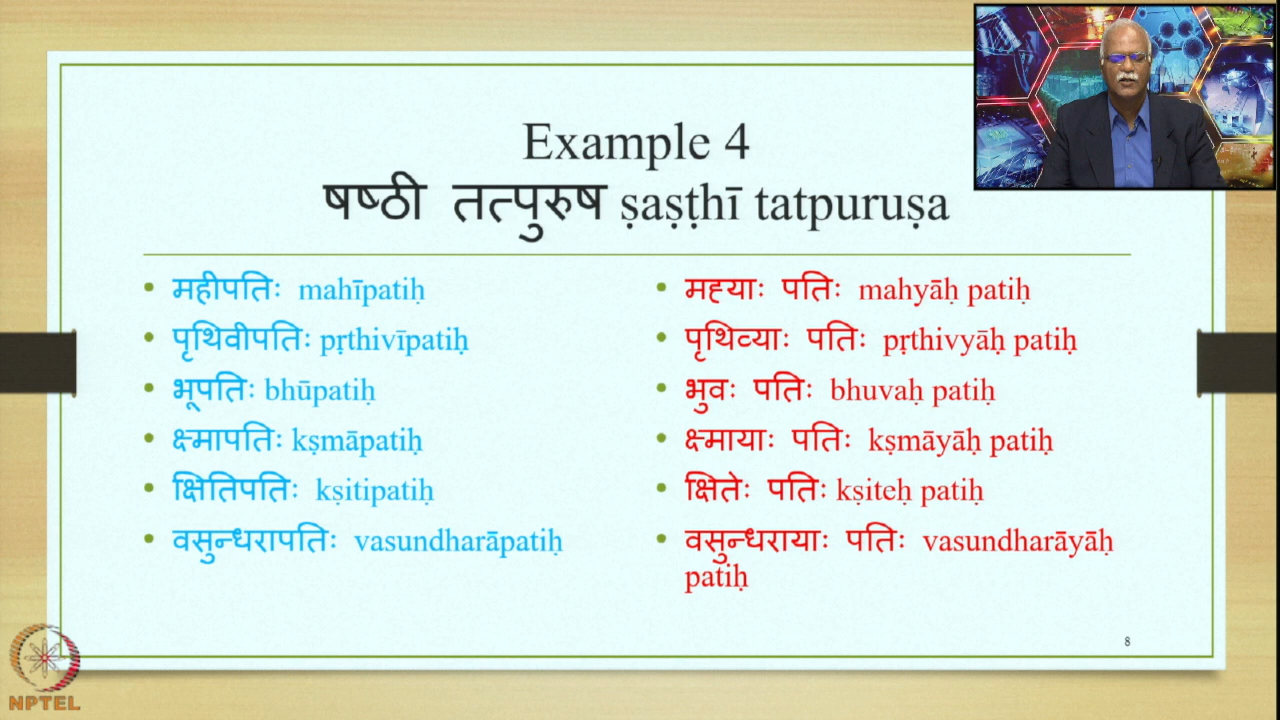 Example 4
षष्ठी तत्पुरुष ṣaṣṭhī tatpuruṣa
• महीपतिः mahīpatiḥ
• पृथिवीपतिः pṛthivīpatiḥ
• भूपतिः bhūpatiḥ
• क्ष्मापतिः kṣmāpatiḥ
• क्षितिपतिः kṣitipatiḥ
• वसुन्धरापतिः vasundharāpatiḥ
• मह्याः पतिः mahyāḥ patiḥ
• पृथिव्याः पतिः pṛthivyāḥ patiḥ
• भुवः पतिः bhuvaḥ patiḥ
• क्ष्मायाः पतिः kṣmāyāḥ patiḥ
• क्षितेः पतिः kṣiteḥ patiḥ
• वसुन्धरायाः पतिः vasundharāyāḥ
patiḥ
8
NPTEL